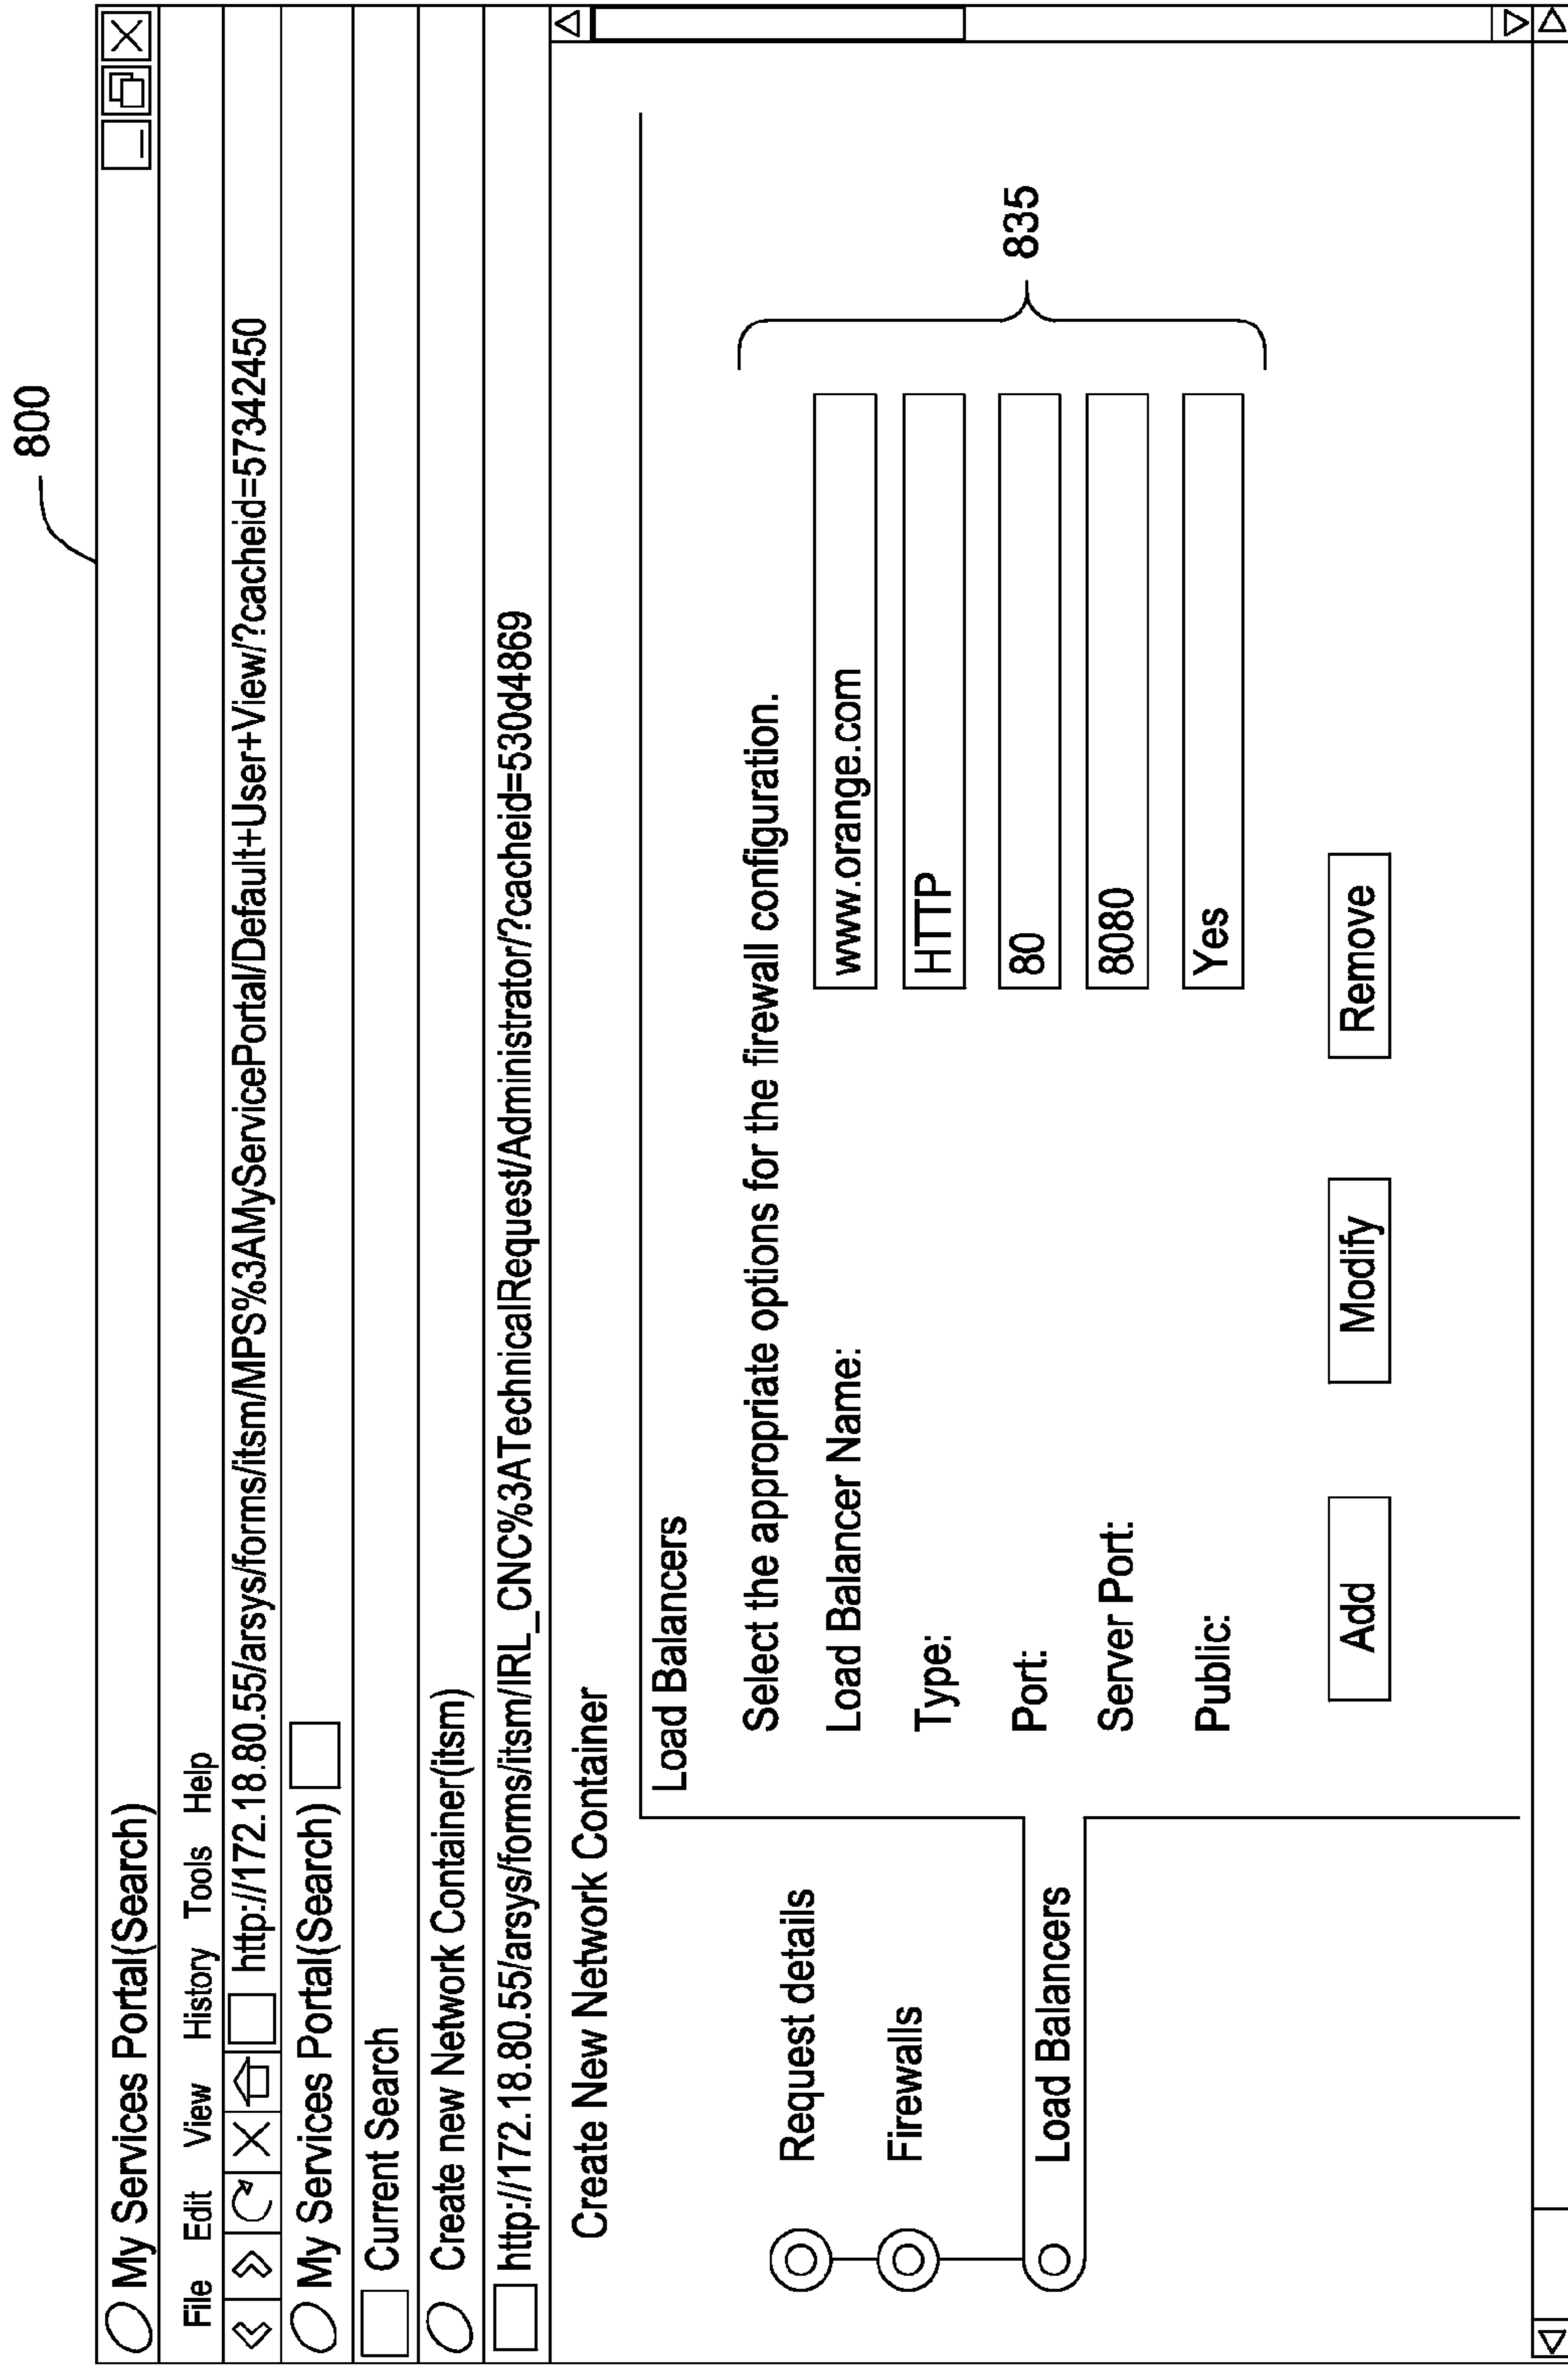 800
My Services Portal(Search)
File Edit View History Tools Help
http://172.18.80.55/arsys/forms/itsm/MPS%3AMyServicePortal/Default+User+View/?cacheid=57342450
My Services Portal(Search)
Current Search
Create new Network Container(itsm)
http://172.18.80.55/arsys/forms/itsm/IRL_CNC%3ATechnicalRequest/Administrator/?cacheid=530d4869
Create New Network Container
Request details
Firewalls
Load Balancers
Load Balancers
Select the appropriate options for the firewall configuration.
Load Balancer Name: www.orange.com
Type: HTTP
Port: 80
Server Port: 8080
Public: Yes
835
Add Modify Remove